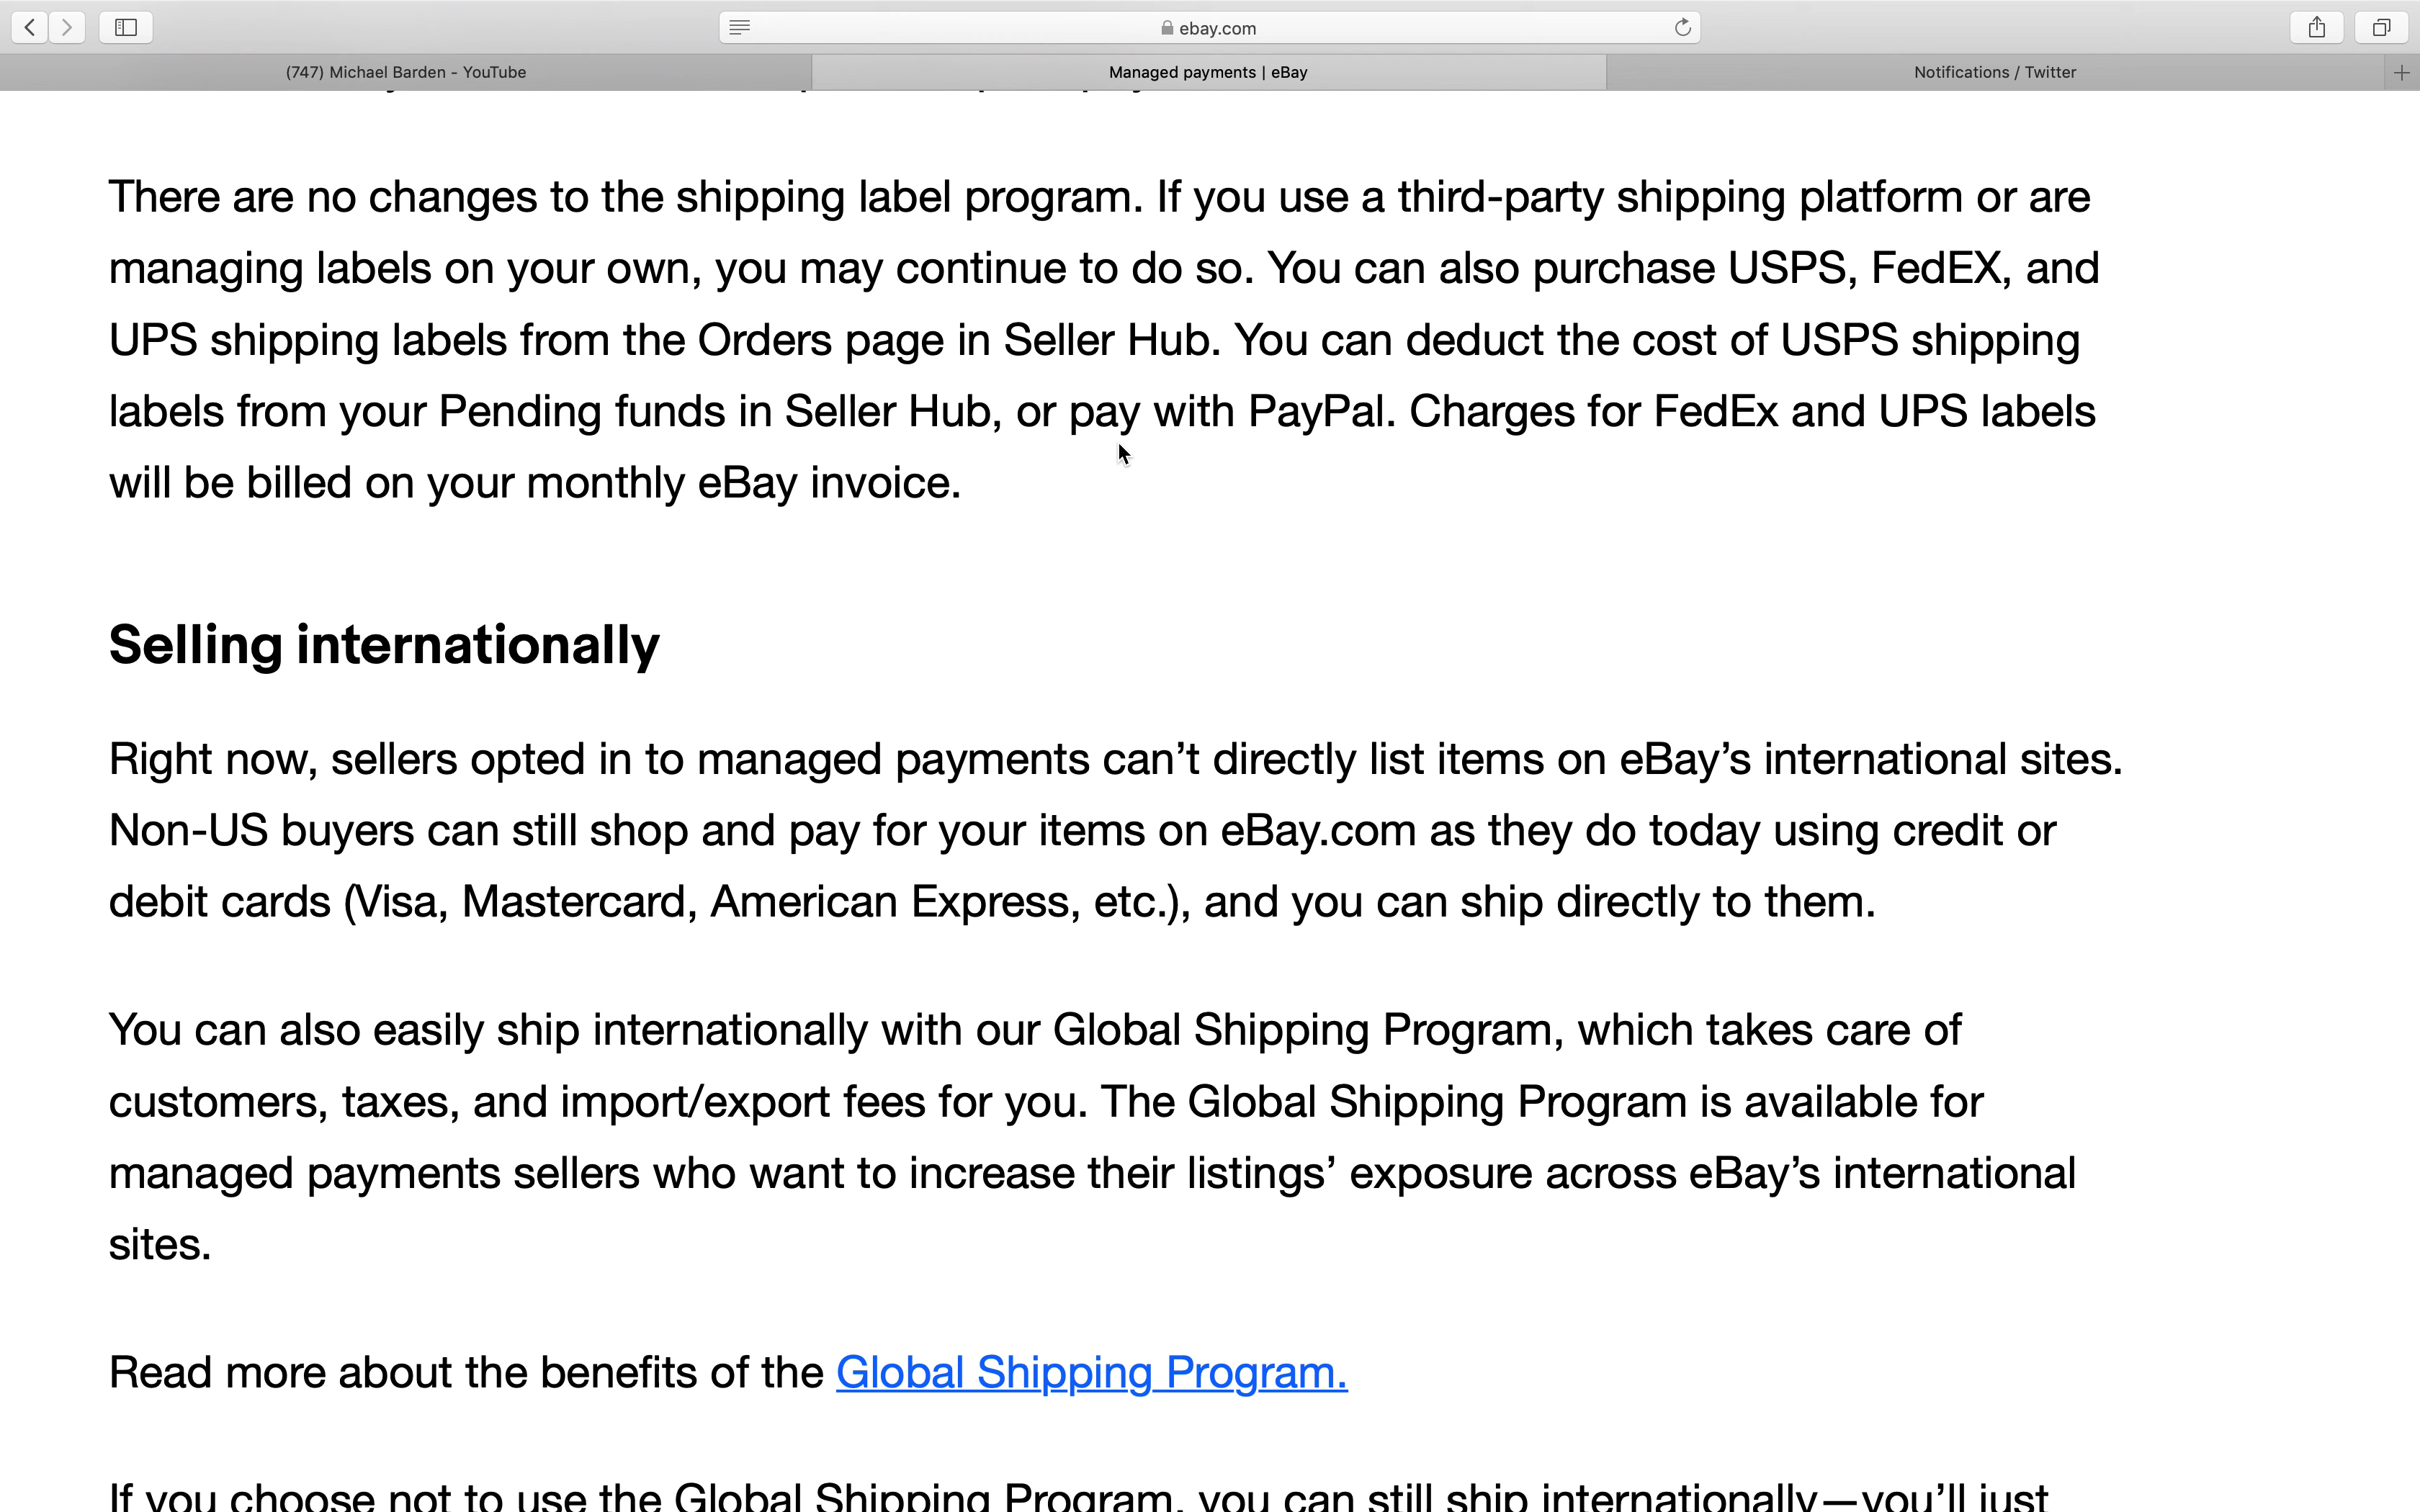 ebay.com
(747) Michael Barden - YouTube
Managed payments | eBay
Notifications / Twitter
There are no changes to the shipping label program. If you use a third-party shipping platform or are
managing labels on your own, you may continue to do so. You can also purchase USPS, FedEX, and
UPS shipping labels from the Orders page in Seller Hub. You can deduct the cost of USPS shipping
labels from your Pending funds in Seller Hub, or pay with PayPal. Charges for FedEx and UPS labels
will be billed on your monthly eBay invoice.
Selling internationally
Right now, sellers opted in to managed payments can’t directly list items on eBay’s international sites.
Non-US buyers can still shop and pay for your items on eBay.com as they do today using credit or
debit cards (Visa, Mastercard, American Express, etc.), and you can ship directly to them.
You can also easily ship internationally with our Global Shipping Program, which takes care of
customers, taxes, and import/export fees for you. The Global Shipping Program is available for
managed payments sellers who want to increase their listings’ exposure across eBay’s international
sites.
Read more about the benefits of the Global Shipping Program.
If you choose not to use the Global Shipping Program, you can still ship internationally—you’ll just